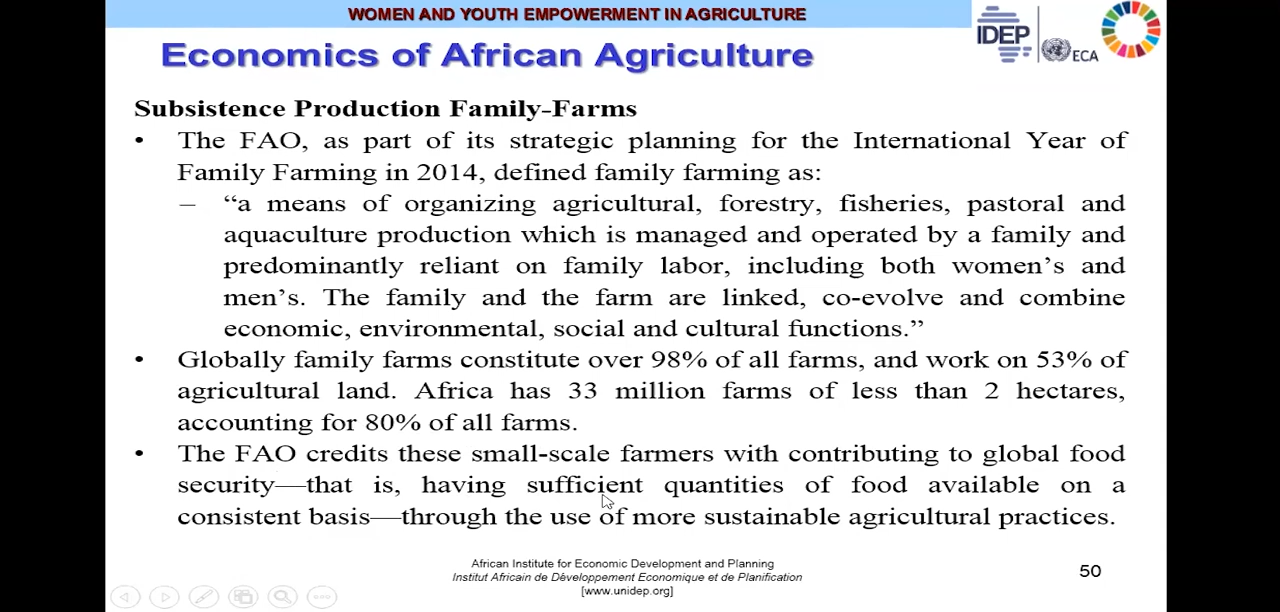 WOMEN AND YOUTH EMPOWERMENT IN AGRICULTURE
Economics of African Agriculture
IDEP
ECA
Subsistence Production Family-Farms
• The FAO, as part of its strategic planning for the International Year of
Family Farming in 2014, defined family farming as:
– “a means of organizing agricultural, forestry, fisheries, pastoral and
aquaculture production which is managed and operated by a family and
predominantly reliant on family labor, including both women’s and
men’s. The family and the farm are linked, co-evolve and combine
economic, environmental, social and cultural functions.”
• Globally family farms constitute over 98% of all farms, and work on 53% of
agricultural land. Africa has 33 million farms of less than 2 hectares,
accounting for 80% of all farms.
• The FAO credits these small-scale farmers with contributing to global food
security—that is, having sufficient quantities of food available on a
consistent basis—through the use of more sustainable agricultural practices.
African Institute for Economic Development and Planning
Institut Africain de Développement Economique et de Planification
[www.unidep.org]
50